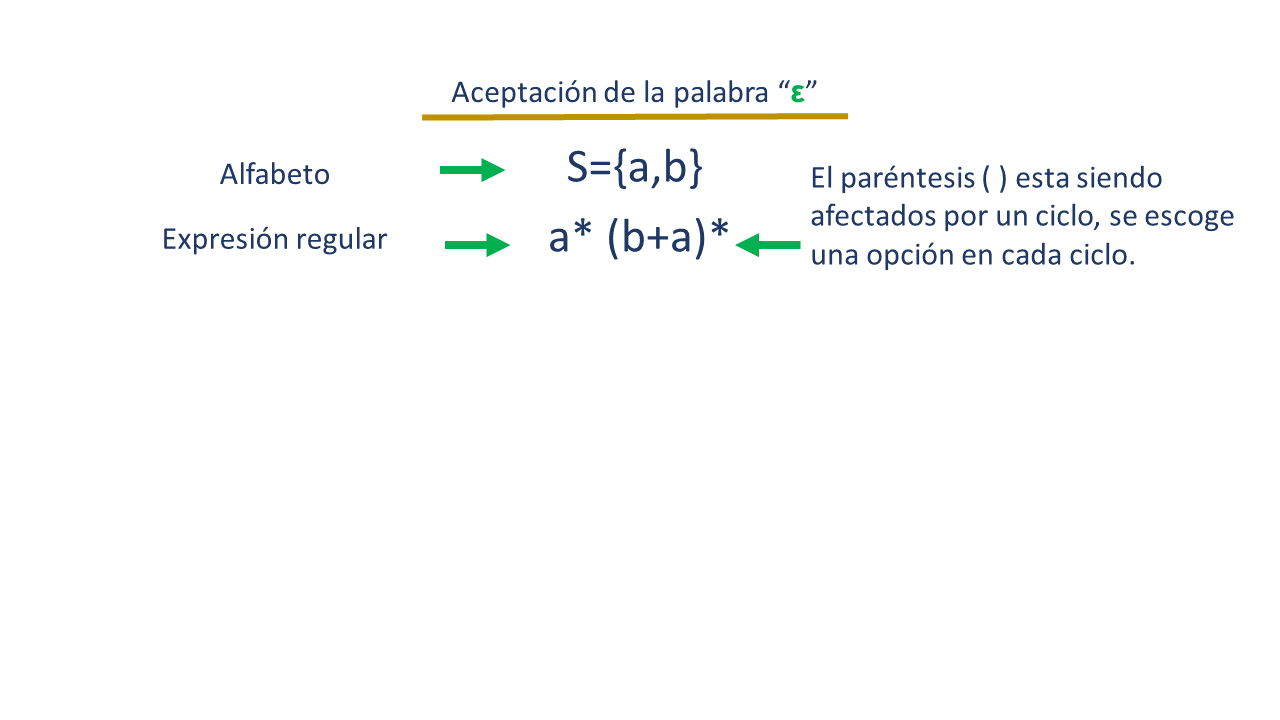 Aceptación de la palabra “ε”
Alfabeto
S={a,b}
Expresión regular
a* (b+a)*
El paréntesis ( ) esta siendo
afectados por un ciclo, se escoge
una opción en cada ciclo.